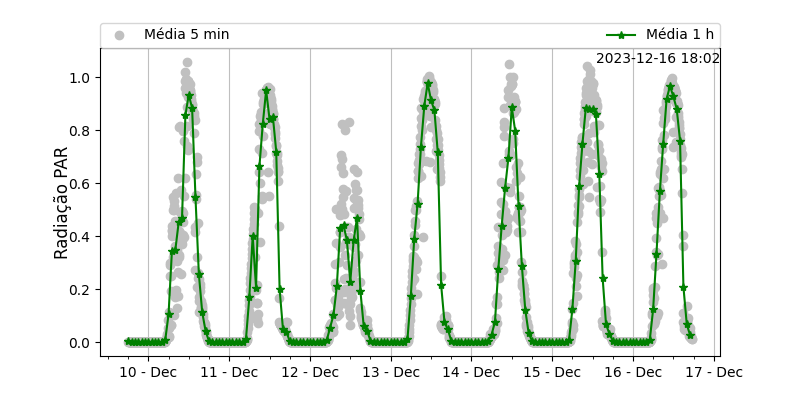 Média 5 min
Média 1 h
2023-12-16 18:02
Radiação PAR
1.0
0.8
0.6
0.4
0.2
0.0
10 - Dec
11 - Dec
12 - Dec
13 - Dec
14 - Dec
15 - Dec
16 - Dec
17 - Dec